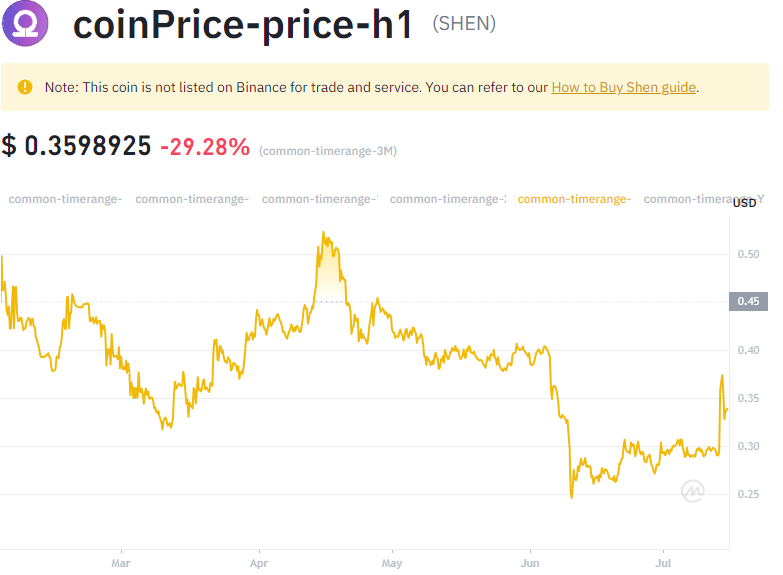 coinPrice-price-h1 (SHEN)
Note: This coin is not listed on Binance for trade and service. You can refer to our How to Buy Shen guide.
$ 0.3598925 -29.28% (common-timerange-3M)
common-timerange- common-timerange- common-timerange- common-timerange- common-timerange- common-timerange-Y
USD
0.50
0.45
0.40
0.35
0.30
0.25
Mar Apr May Jun Jul